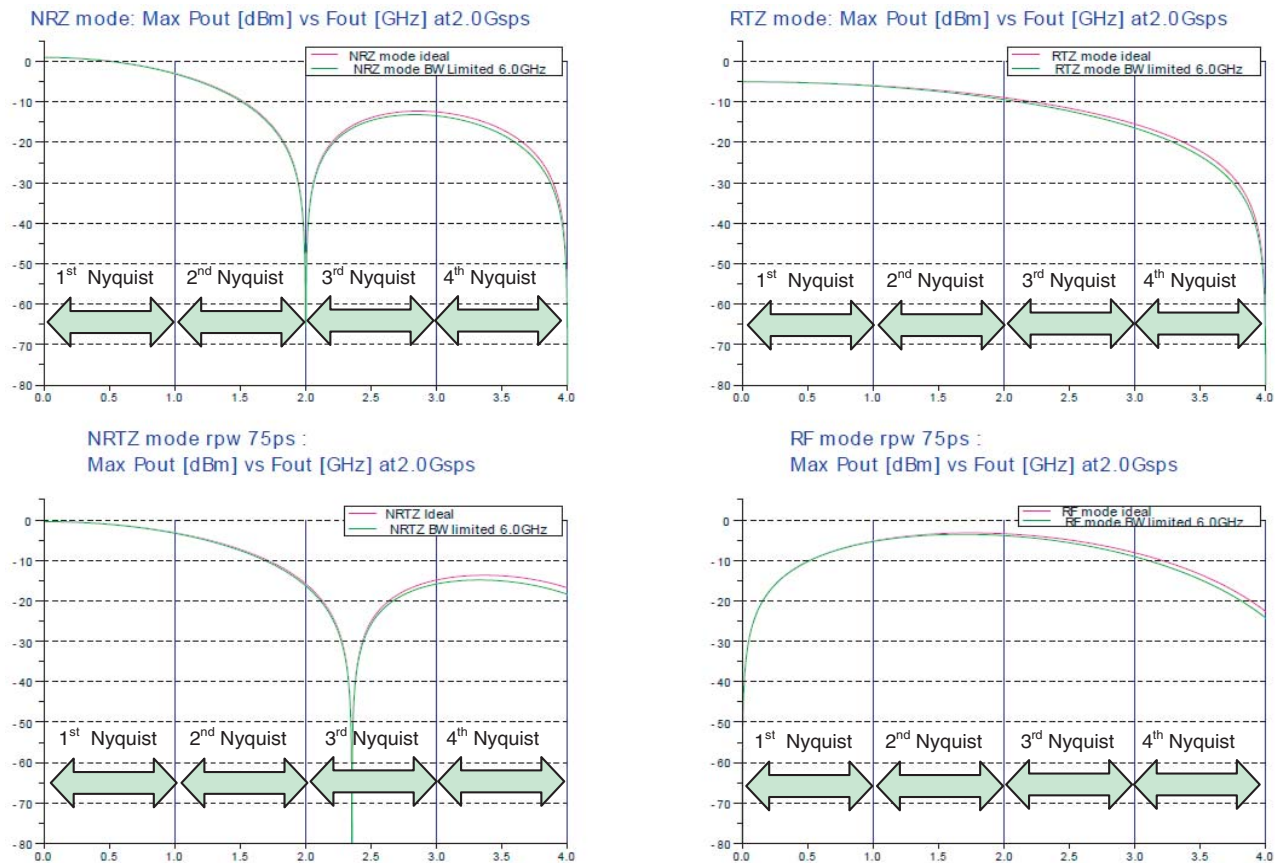 NRZ mode: Max Pout [dBm] vs Fout [GHz] at2.0Gsps
NRZ mode ideal
NRZ mode BW Limited 6.0GHz
0
-10
-20
-30
-40
-50
-60
-70
-80
1st Nyquist
2nd Nyquist
3rd Nyquist
4th Nyquist
0.0
0.5
1.0
1.5
2.0
2.5
3.0
3.5
4.0
RTZ mode: Max Pout [dBm] vs Fout [GHz] at2.0Gsps
RTZ mode ideal
RTZ mode BW limited 6.0GHz
0
-10
-20
-30
-40
-50
-60
-70
-80
1st Nyquist
2nd Nyquist
3rd Nyquist
4th Nyquist
0.0
0.5
1.0
1.5
2.0
2.5
3.0
3.5
4.0
NRTZ mode rpw 75ps :
Max Pout [dBm] vs Fout [GHz] at2.0Gsps
NRTZ Ideal
NRTZ BW limited 6.0GHz
0
-10
-20
-30
-40
-50
-60
-70
-80
1st Nyquist
2nd Nyquist
3rd Nyquist
4th Nyquist
0.0
0.5
1.0
1.5
2.0
2.5
3.0
3.5
4.0
RF mode rpw 75ps :
Max Pout [dBm] vs Fout [GHz] at2.0Gsps
RF mode ideal
RF mode BW limited 6.0GHz
0
-10
-20
-30
-40
-50
-60
-70
-80
1st Nyquist
2nd Nyquist
3rd Nyquist
4th Nyquist
0.0
0.5
1.0
1.5
2.0
2.5
3.0
3.5
4.0